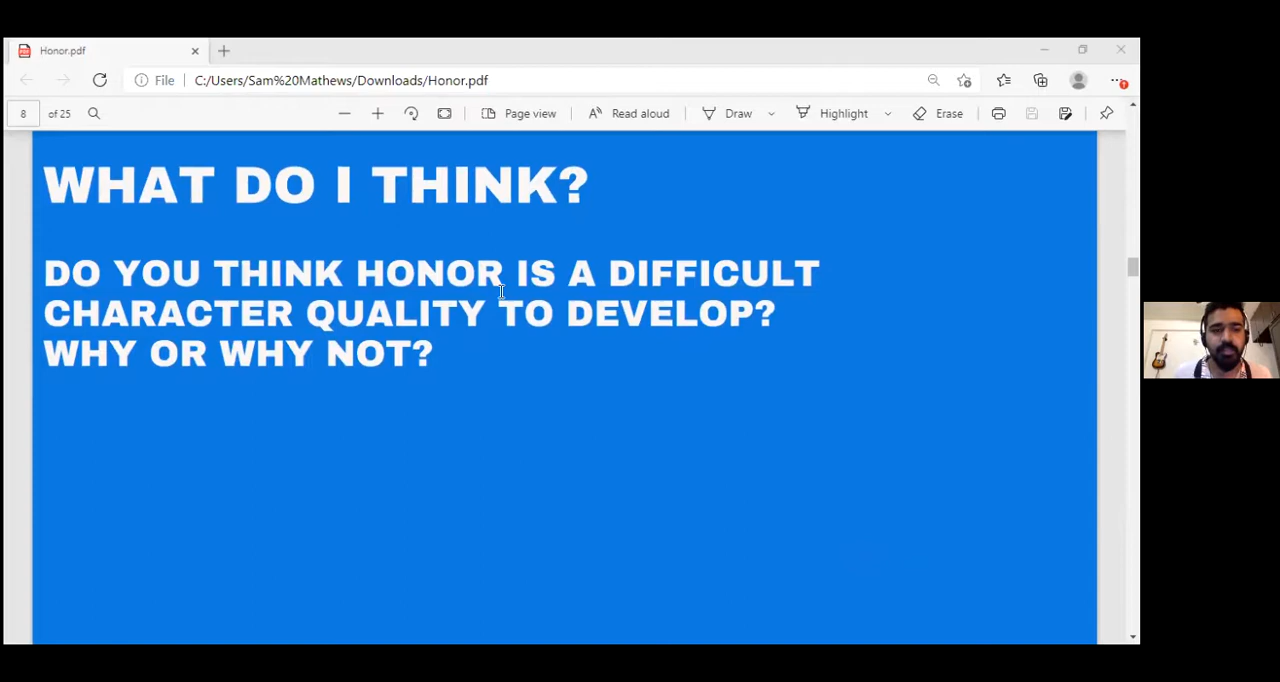 Honor.pdf
File C:/Users/Sam%20Mathews/Downloads/Honor.pdf
8 of 25 Page view Read aloud Draw Highlight Erase
WHAT DO I THINK?
DO YOU THINK HONOR IS A DIFFICULT
CHARACTER QUALITY TO DEVELOP?
WHY OR WHY NOT?